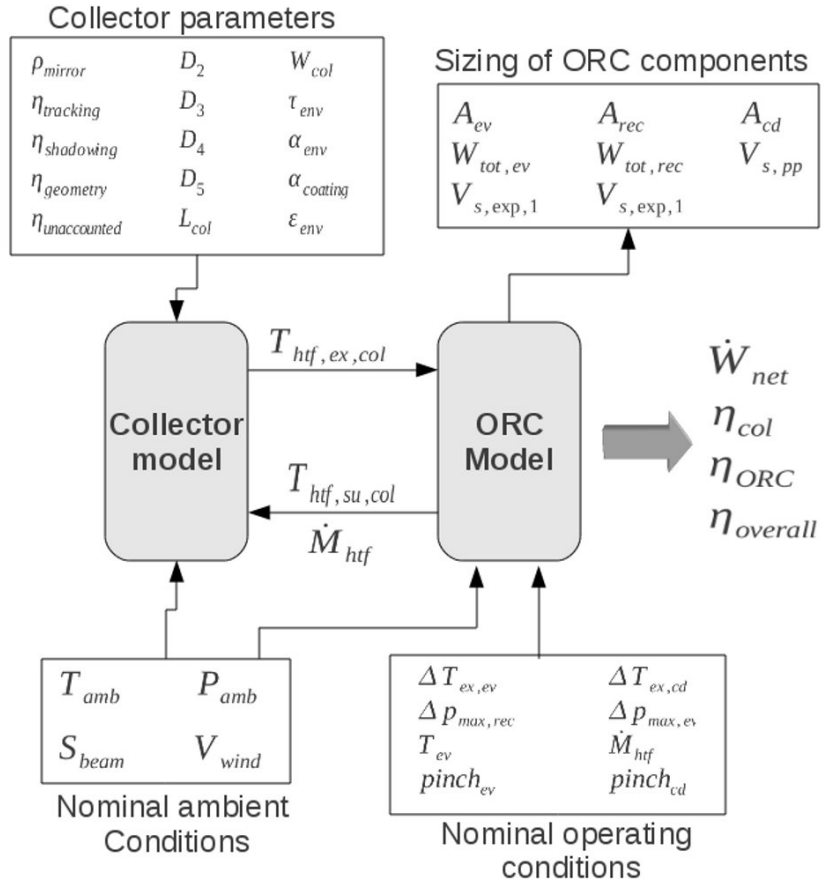 Collector parameters
ρ_mirror D_2 W_col
η_tracking D_3 τ_env
η_shadowing D_4 α_env
η_geometry D_5 α_coating
η_unaccounted L_col ε_env
Sizing of ORC components
A_ev A_rec A_cd
W_tot,ev W_tot,rec V_s,pp
V_s,exp,1 V_s,exp,1
Collector
model
T_htf,ex,col
T_htf,su,col
Ṁ_htf
ORC
Model
Ẇ_net
η_col
η_ORC
η_overall
T_amb P_amb
S_beam V_wind
Nominal ambient
Conditions
ΔT_ex,ev ΔT_ex,cd
Δp_max,rec Δp_max,ev
T_ev Ṁ_htf
pinch_ev pinch_cd
Nominal operating
conditions